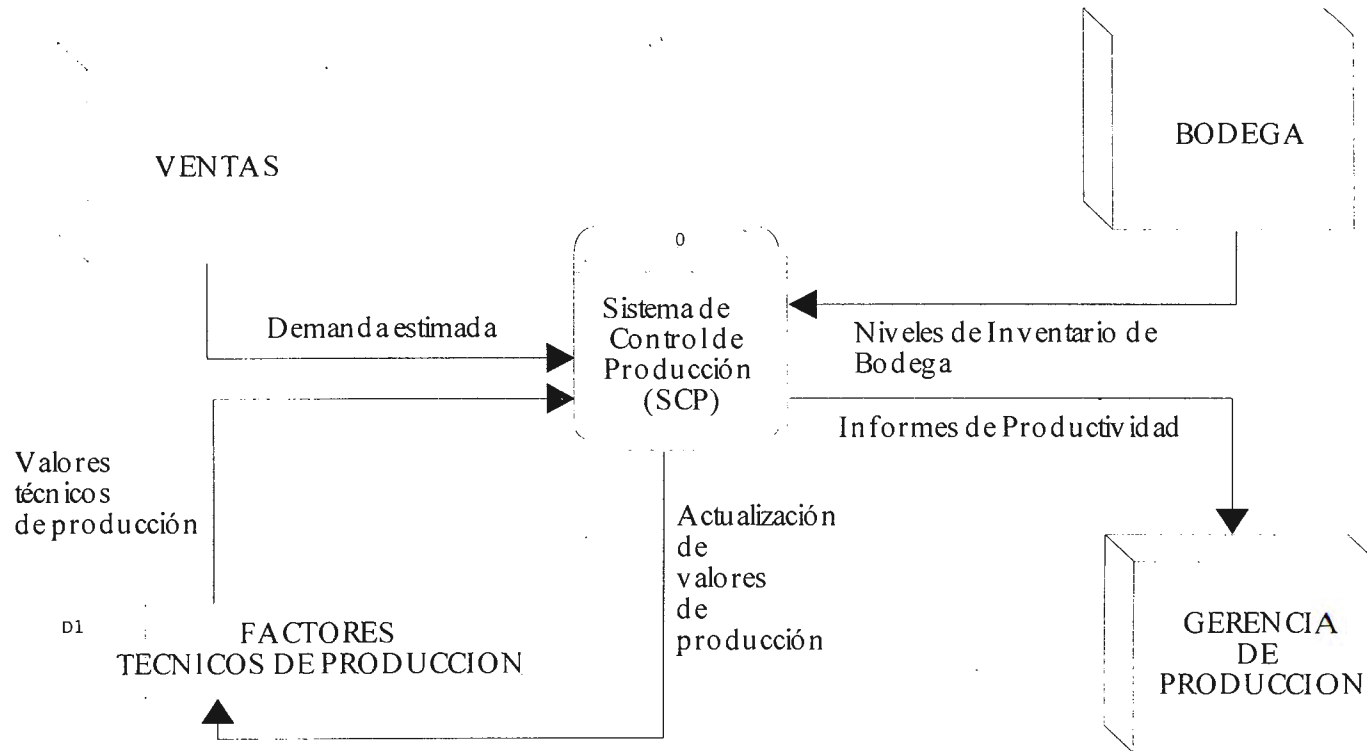 BODEGA
VENTAS
0
Sistema de
Control de
Producción
(SCP)
Demanda estimada
Niveles de Inventario de
Bodega
Informes de Productividad
Valores
técnicos
de producción
Actualización
de
valores
de
producción
D1
FACTORES
TECNICOS DE PRODUCCION
GERENCIA
DE
PRODUCCION